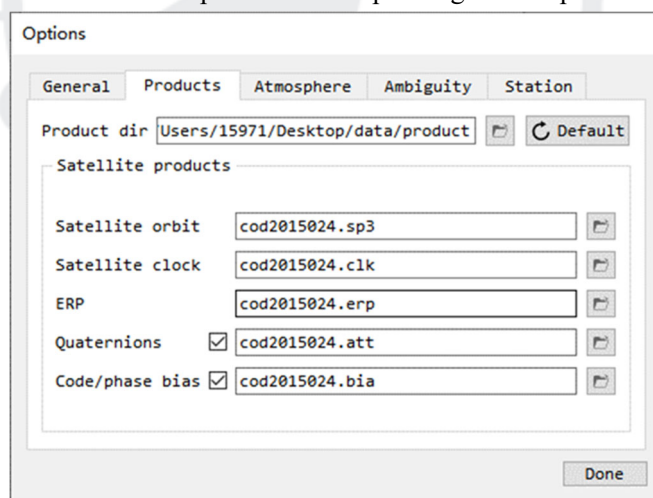 Options
General Products Atmosphere Ambiguity Station
Product dir Users/15971/Desktop/data/product Default
Satellite products
Satellite orbit cod2015024.sp3
Satellite clock cod2015024.clk
ERP cod2015024.erp
Quaternions cod2015024.att
Code/phase bias cod2015024.bia
Done